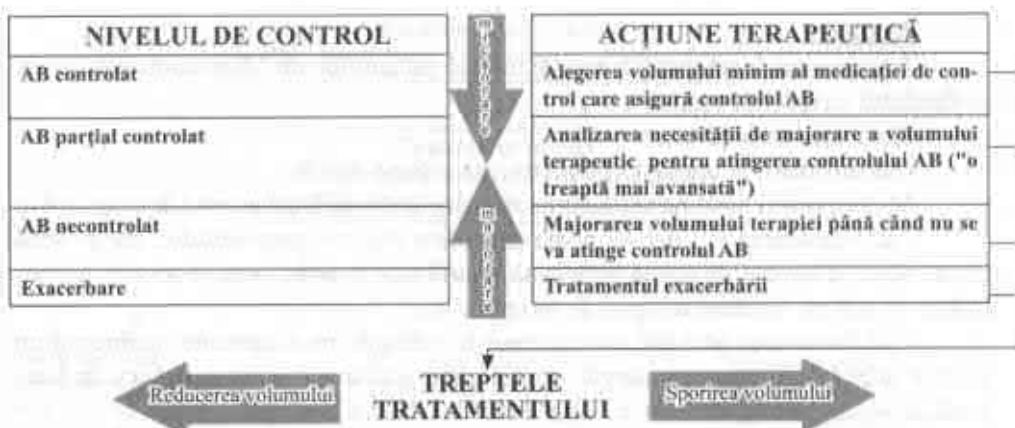 NIVELUL DE CONTROL
AB controlat
AB parțial controlat
AB necontrolat
Exacerbare
ACȚIUNE TERAPEUTICĂ
Alegerea volumului minim al medicației de con-
trol care asigură controlul AB
Analizarea necesității de majorare a volumului
terapeutic pentru atingerea controlului AB ("o
treaptă mai avansată")
Majorarea volumului terapiei până când nu se
va atinge controlul AB
Tratamentul exacerbării
Reducerea volumului
TREPTELE
TRATAMENTULUI
Sporirea volumului